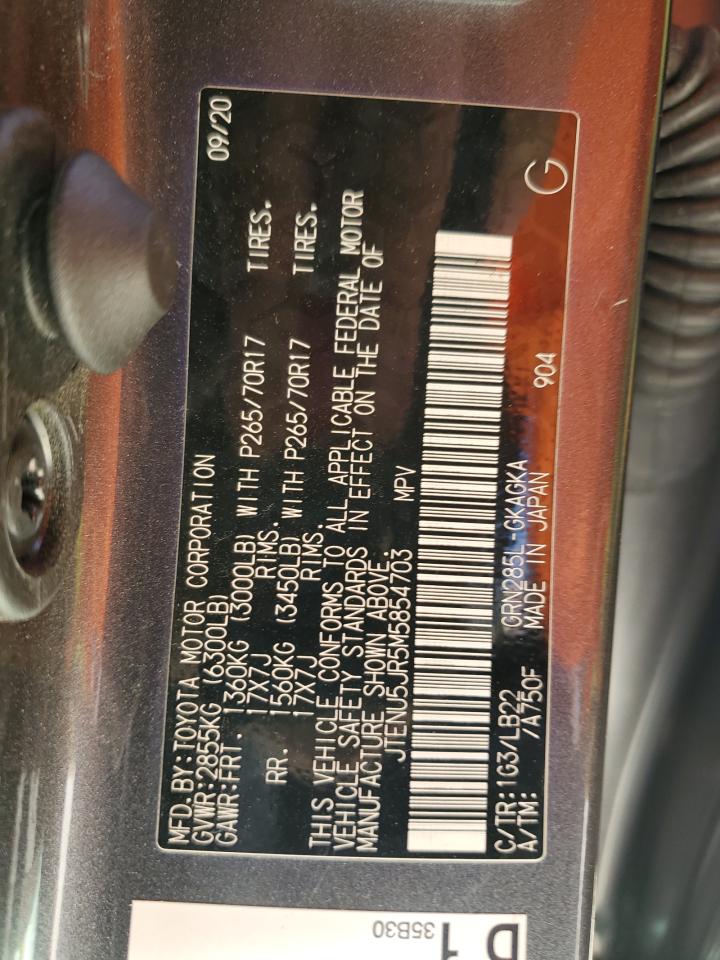 MFD.BY:TOYOTA MOTOR CORPORATION 09/20
GVWR:2855KG (6300LB)
GAWR:FRT. 1360KG (3000LB) WITH P265/70R17 TIRES.
17X7J RIMS.
RR. 1560KG (3450LB) WITH P265/70R17 TIRES.
17X7J RIMS.
THIS VEHICLE CONFORMS TO ALL APPLICABLE FEDERAL MOTOR
VEHICLE SAFETY STANDARDS IN EFFECT ON THE DATE OF
MANUFACTURE SHOWN ABOVE.
JTENU5JR5M5854703 MPV
C/TR:1G3/LB22 GRN285L-GKAGKA 904 G
A/TM: /A750F MADE IN JAPAN
35B30